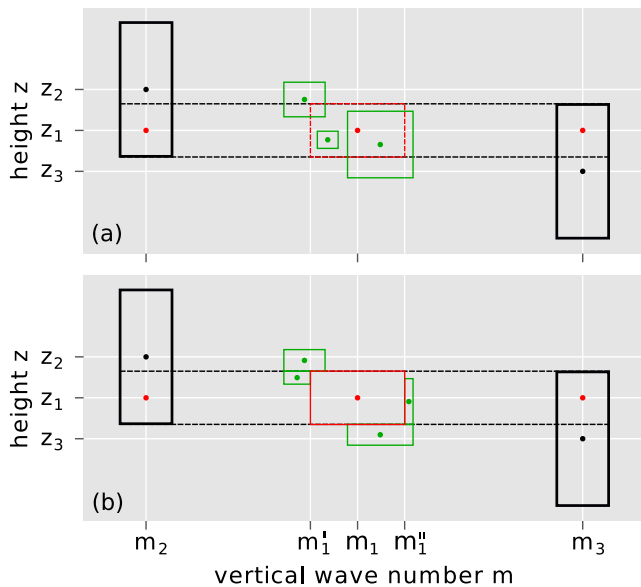 z₂
z₁
z₃
height z
(a)
z₂
z₁
z₃
height z
(b)
m₂ m₁' m₁ m₁'' m₃
vertical wave number m